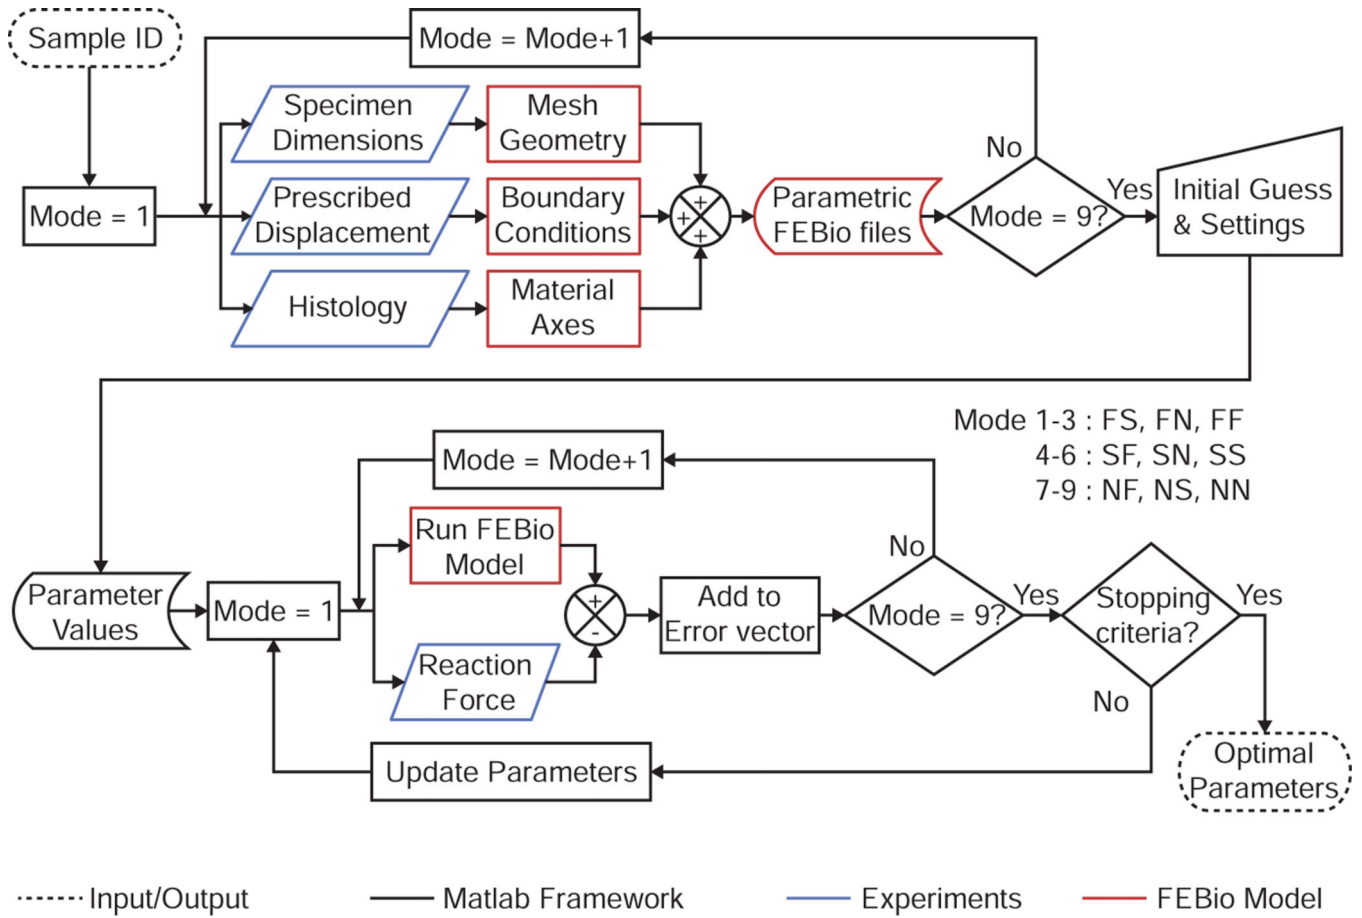 Sample ID
Mode = Mode+1
Specimen
Dimensions
Mesh
Geometry
No
Mode = 1
Prescribed
Displacement
Boundary
Conditions
+
+
+
Parametric
FEBio files
Mode = 9?
Yes
Initial Guess
& Settings
Histology
Material
Axes
Mode 1-3 : FS, FN, FF
4-6 : SF, SN, SS
7-9 : NF, NS, NN
Mode = Mode+1
Run FEBio
Model
No
Parameter
Values
Mode = 1
+
-
Add to
Error vector
Mode = 9?
Yes
Stopping
criteria?
Yes
Reaction
Force
No
Update Parameters
Optimal
Parameters
Input/Output
Matlab Framework
Experiments
FEBio Model